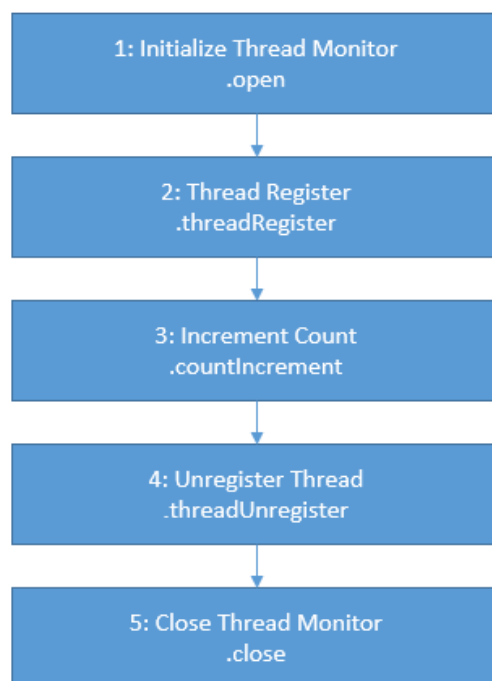 1: Initialize Thread Monitor
.open
2: Thread Register
.threadRegister
3: Increment Count
.countIncrement
4: Unregister Thread
.threadUnregister
5: Close Thread Monitor
.close